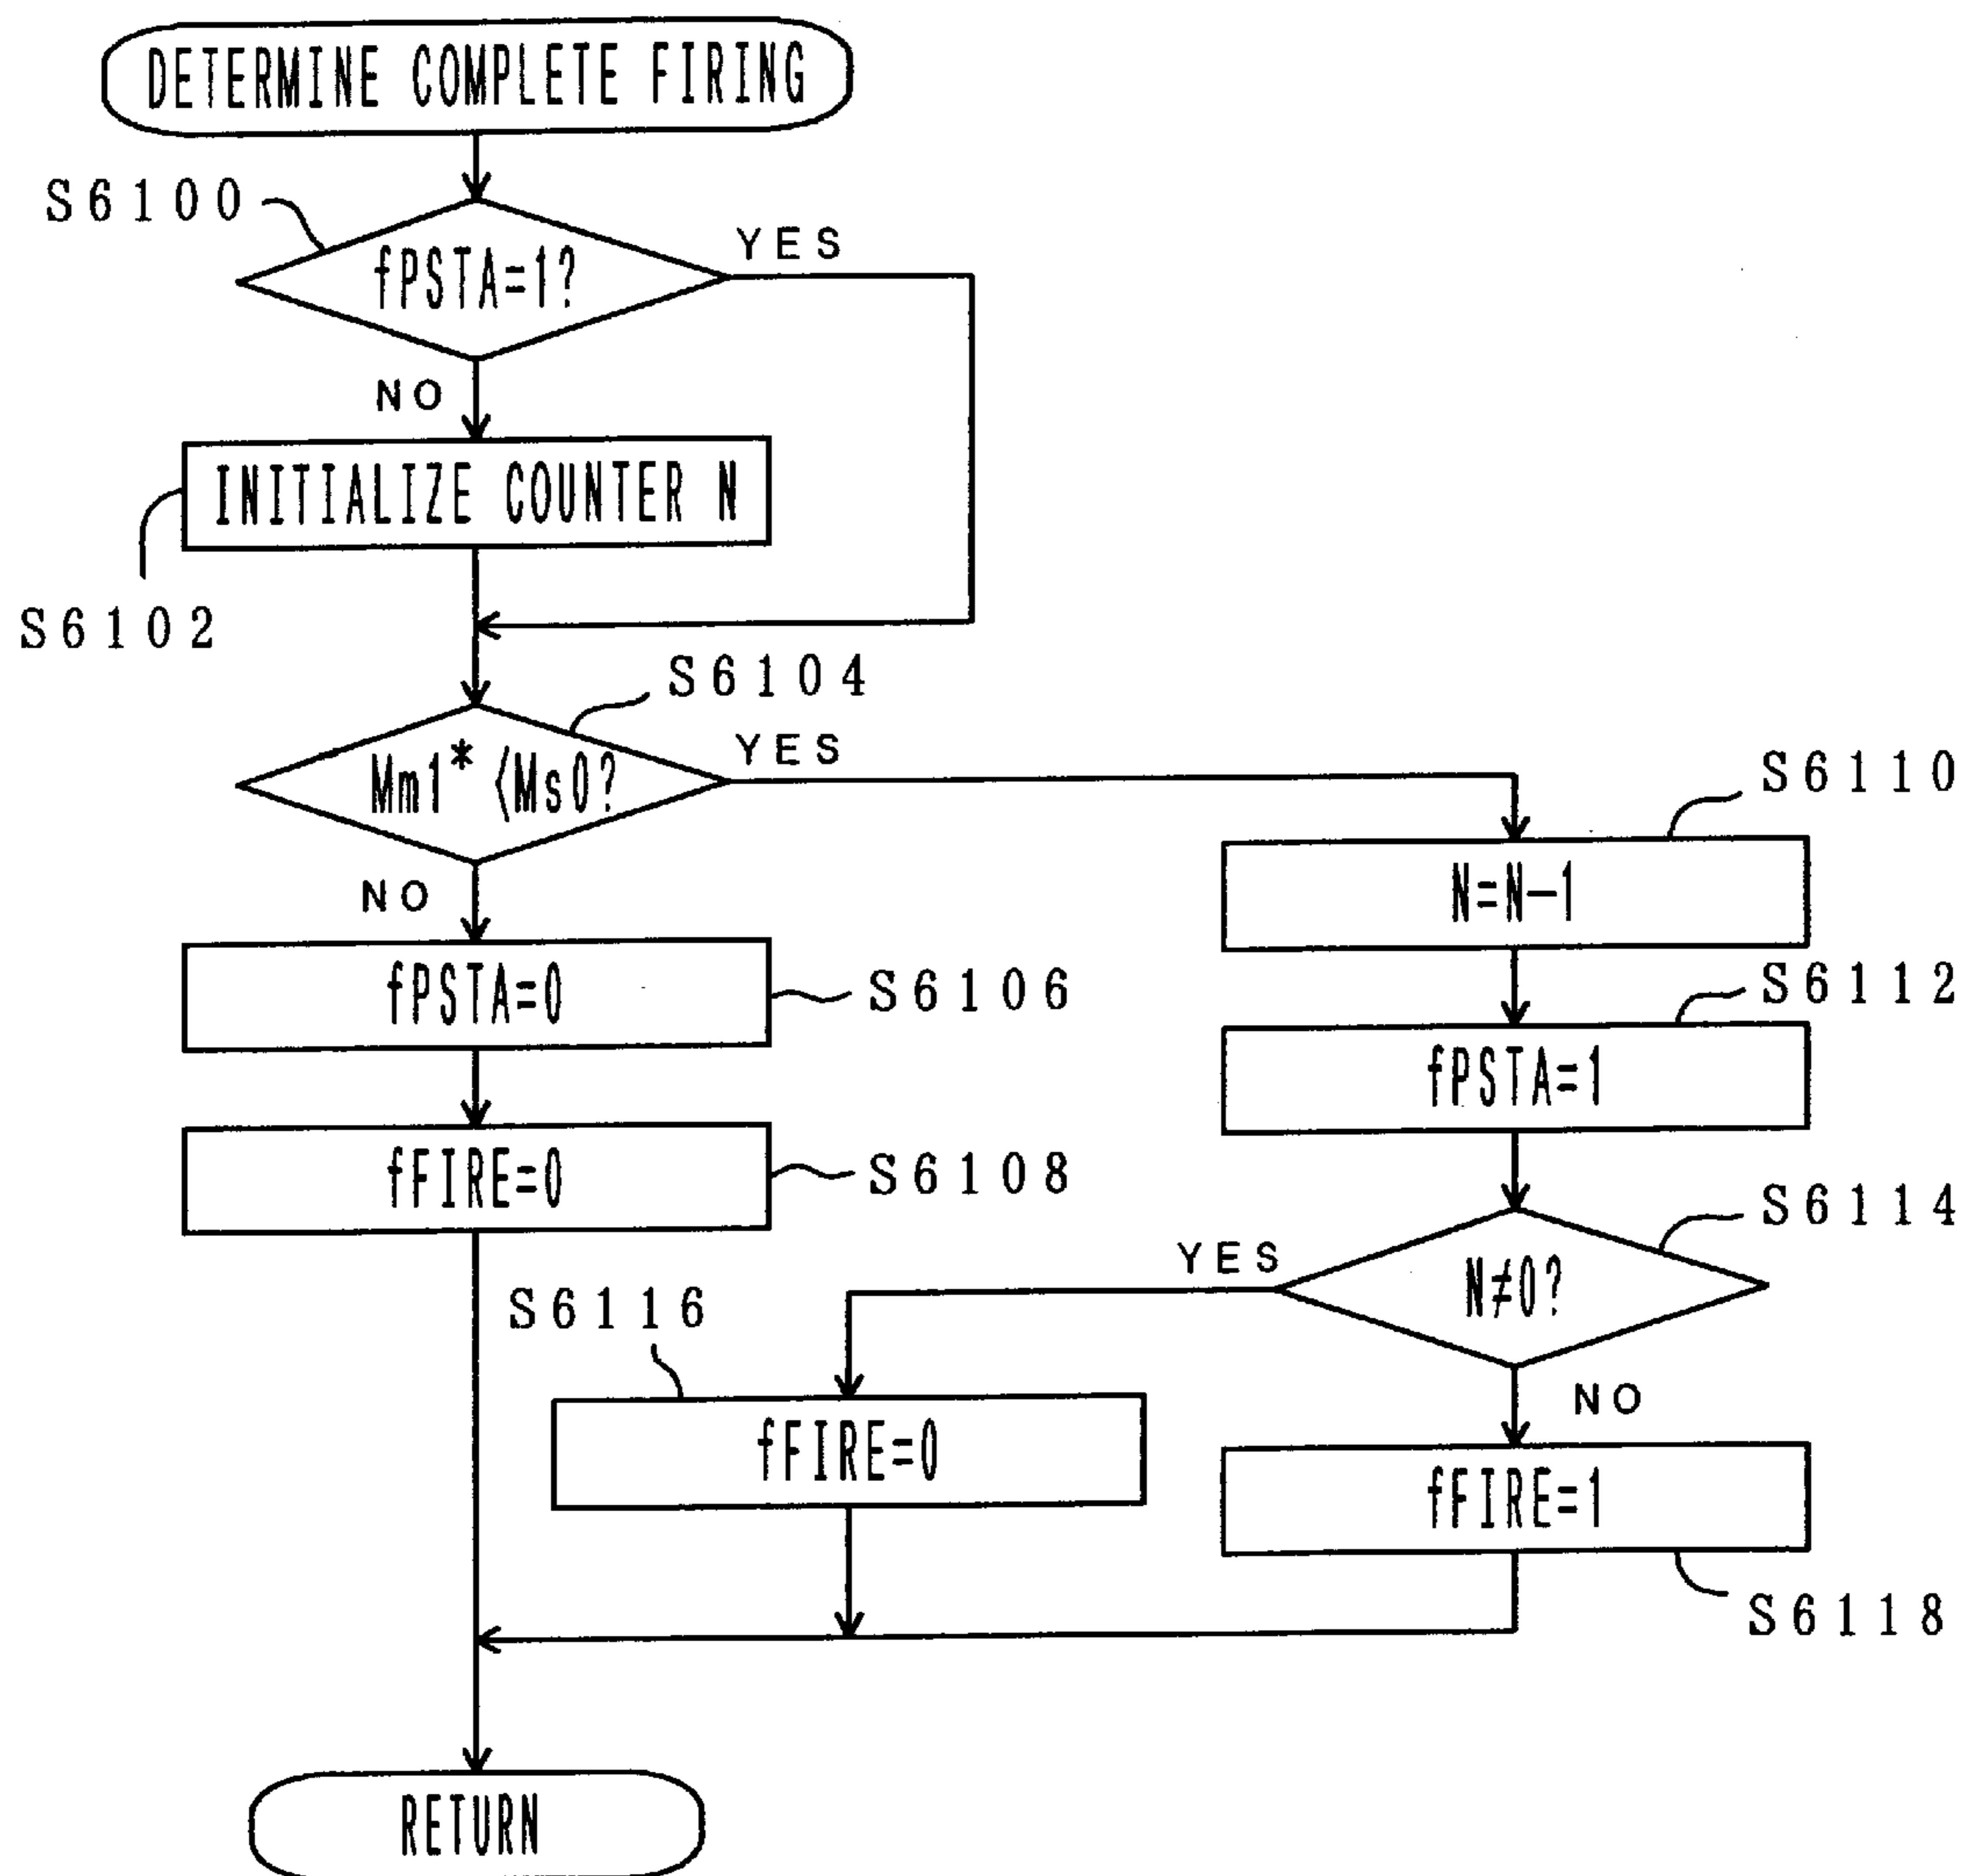 DETERMINE COMPLETE FIRING
S6100
fPSTA=1?
YES
NO
INITIALIZE COUNTER N
S6102
S6104
Mm1* <Ms0?
YES
NO
S6110
N=N-1
fPSTA=0
S6106
S6112
fPSTA=1
fFIRE=0
S6108
S6114
N≠0?
YES
NO
S6116
fFIRE=0
fFIRE=1
S6118
RETURN